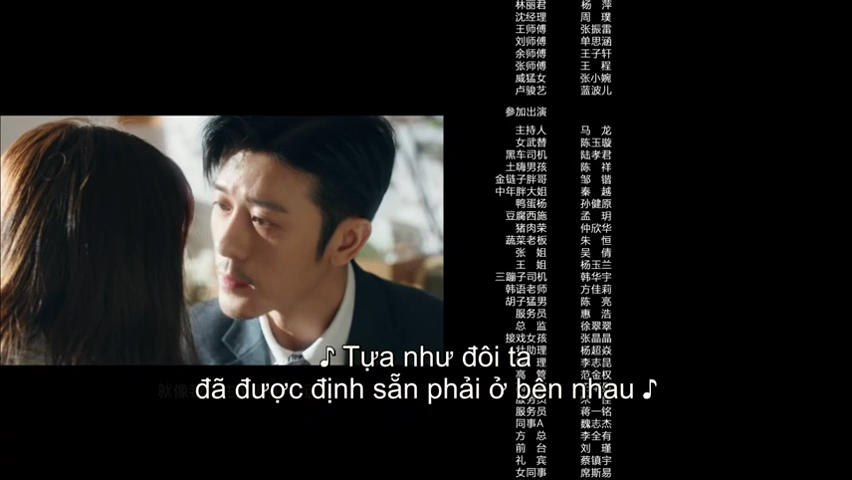 林丽君 杨 萍
沈经理 周 璞
王师傅 张振雷
刘师傅 单思涵
余师傅 王子轩
张师傅 王 程
威猛女 张小婉
卢骏艺 蓝波儿
参加出演
主持人 马 龙
女武替 陈玉璇
黑车司机 陆孝君
土嗨男孩 陈 祥
金链子胖哥 邹 锴
中年胖大姐 秦 越
鸭蛋杨 孙健原
豆腐西施 孟 玥
猪肉荣 仲欣华
蔬菜老板 朱 恒
张 姐 吴 倩
王 姐 杨玉兰
三蹦子司机 韩华宇
韩语老师 方佳莉
胡子猛男 陈 亮
服务员 惠 浩
总 监 徐翠翠
接戏女孩 张晶晶
助理 杨超焱
理 李志昆
范金权
♪ Tựa như đôi ta
đã được định sẵn phải ở bên nhau ♪
就像
服务员
服务员 蒋一铭
同事A 魏志杰
方 总 李全有
前 台 刘 瑾
礼 宾 蔡镇宇
女同事 席斯易